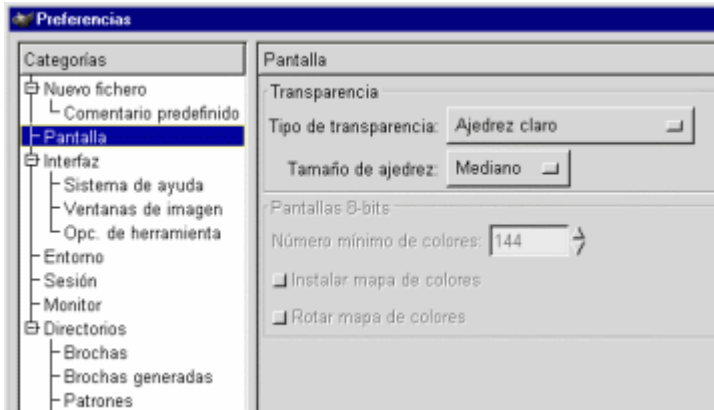 Preferencias
Categorías
Nuevo fichero
Comentario predefinido
Pantalla
Interfaz
Sistema de ayuda
Ventanas de imagen
Opc. de herramienta
Entorno
Sesión
Monitor
Directorios
Brochas
Brochas generadas
Patrones
Pantalla
Transparencia
Tipo de transparencia: Ajedrez claro
Tamaño de ajedrez: Mediano
Pantallas 8-bits
Número mínimo de colores: 144
Instalar mapa de colores
Rotar mapa de colores